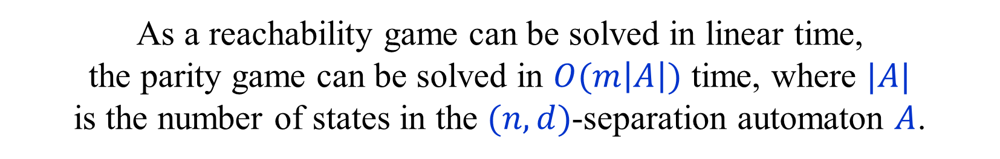 As a reachability game can be solved in linear time,
the parity game can be solved in O(m|A|) time, where |A|
is the number of states in the (n, d)-separation automaton A.